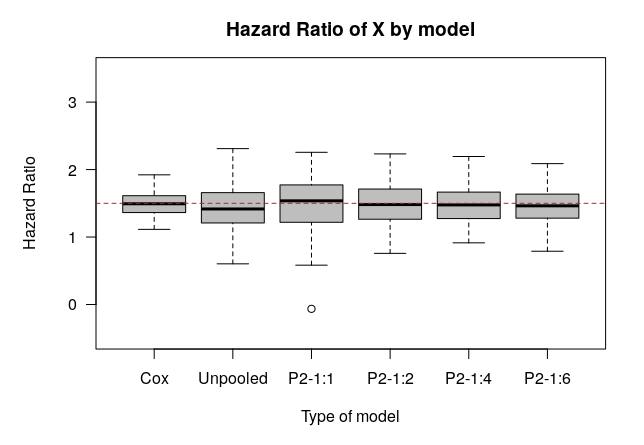 Hazard Ratio of X by model
Hazard Ratio
3
2
1
0
Cox Unpooled P2-1:1 P2-1:2 P2-1:4 P2-1:6
Type of model